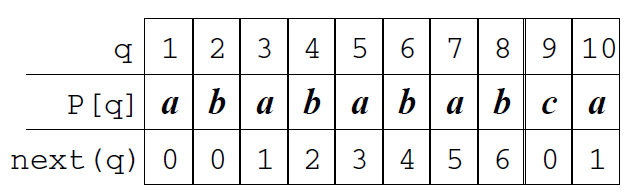 q 1 2 3 4 5 6 7 8 9 10
P[q] a b a b a b a b c a
next(q) 0 0 1 2 3 4 5 6 0 1